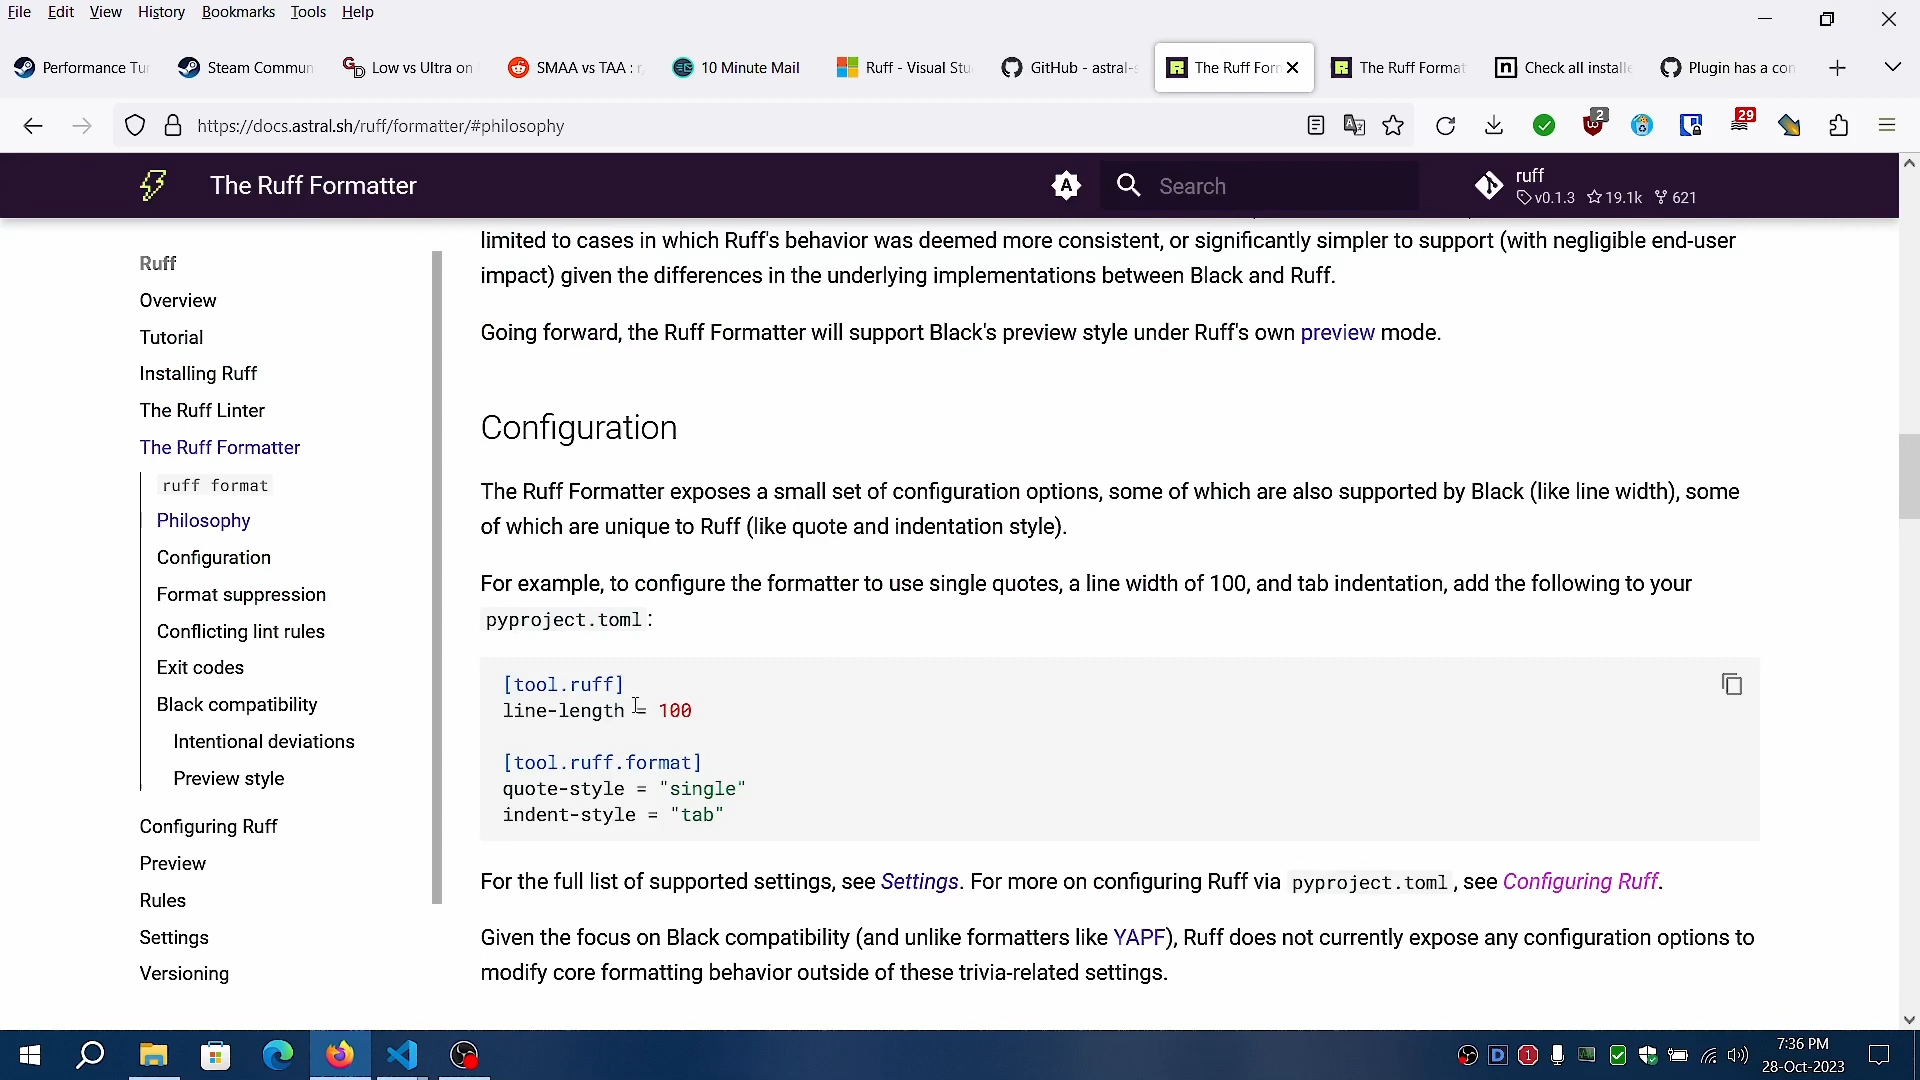 File Edit View History Bookmarks Tools Help
Performance Tu
Steam Commun
Low vs Ultra on
SMAA vs TAA : r
10 Minute Mail
Ruff - Visual Stu
GitHub - astral-s
The Ruff Form
The Ruff Format
Check all installe
Plugin has a con
https://docs.astral.sh/ruff/formatter/#philosophy
2
29
The Ruff Formatter
A
Search
ruff
v0.1.3 19.1k 621
Ruff
Overview
Tutorial
Installing Ruff
The Ruff Linter
The Ruff Formatter
ruff format
Philosophy
Configuration
Format suppression
Conflicting lint rules
Exit codes
Black compatibility
Intentional deviations
Preview style
Configuring Ruff
Preview
Rules
Settings
Versioning
limited to cases in which Ruff's behavior was deemed more consistent, or significantly simpler to support (with negligible end-user
impact) given the differences in the underlying implementations between Black and Ruff.
Going forward, the Ruff Formatter will support Black's preview style under Ruff's own preview mode.
Configuration
The Ruff Formatter exposes a small set of configuration options, some of which are also supported by Black (like line width), some
of which are unique to Ruff (like quote and indentation style).
For example, to configure the formatter to use single quotes, a line width of 100, and tab indentation, add the following to your
pyproject.toml:
[tool.ruff]
line-length = 100
[tool.ruff.format]
quote-style = "single"
indent-style = "tab"
For the full list of supported settings, see Settings. For more on configuring Ruff via pyproject.toml, see Configuring Ruff.
Given the focus on Black compatibility (and unlike formatters like YAPF), Ruff does not currently expose any configuration options to
modify core formatting behavior outside of these trivia-related settings.
D
1
7:36 PM
28-Oct-2023